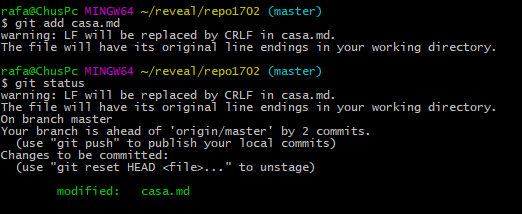 rafa@ChusPc MINGW64 ~/reveal/repo1702 (master)
$ git add casa.md
warning: LF will be replaced by CRLF in casa.md.
The file will have its original line endings in your working directory.
rafa@ChusPc MINGW64 ~/reveal/repo1702 (master)
$ git status
warning: LF will be replaced by CRLF in casa.md.
The file will have its original line endings in your working directory.
On branch master
Your branch is ahead of 'origin/master' by 2 commits.
  (use "git push" to publish your local commits)
Changes to be committed:
  (use "git reset HEAD <file>..." to unstage)
        modified:   casa.md